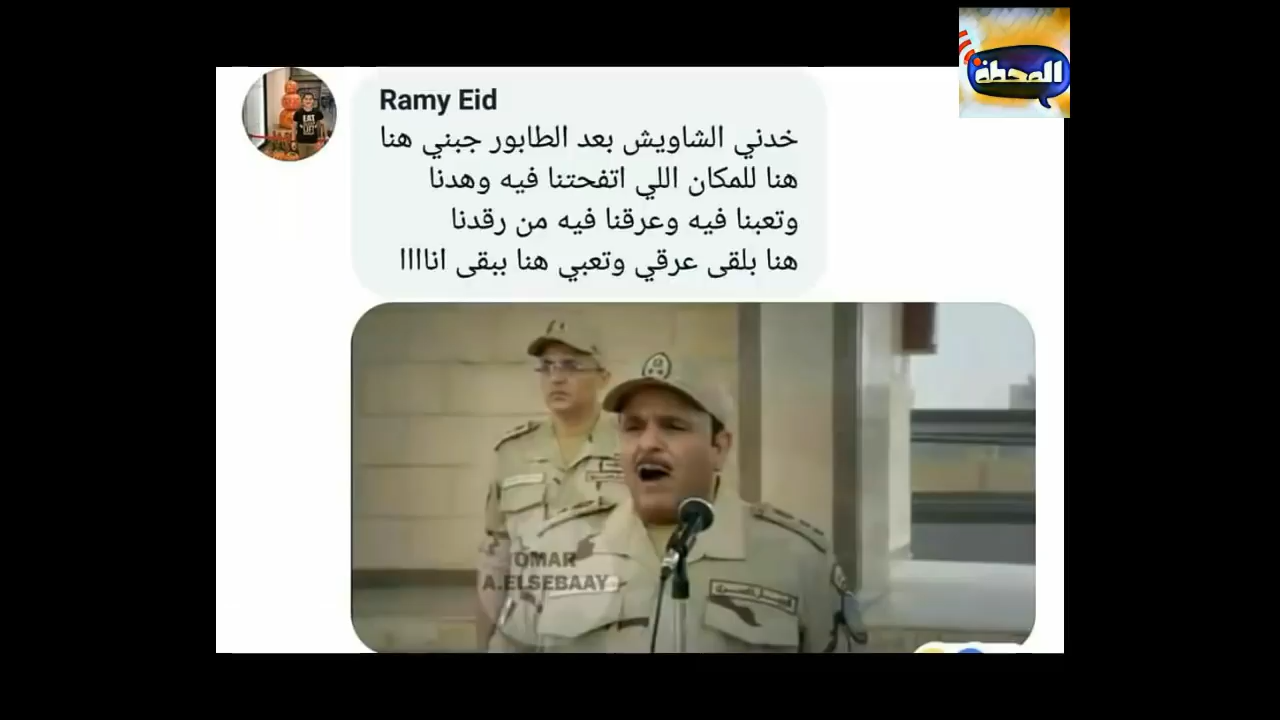 المحطة
Ramy Eid
خدني الشاويش بعد الطابور جبني هنا
هنا للمكان اللي اتفحتنا فيه وهدنا
وتعبنا فيه وعرقنا فيه من رقدنا
هنا بلقى عرقي وتعبي هنا ببقى اناااا
OMAR
A.ELSEBAAY